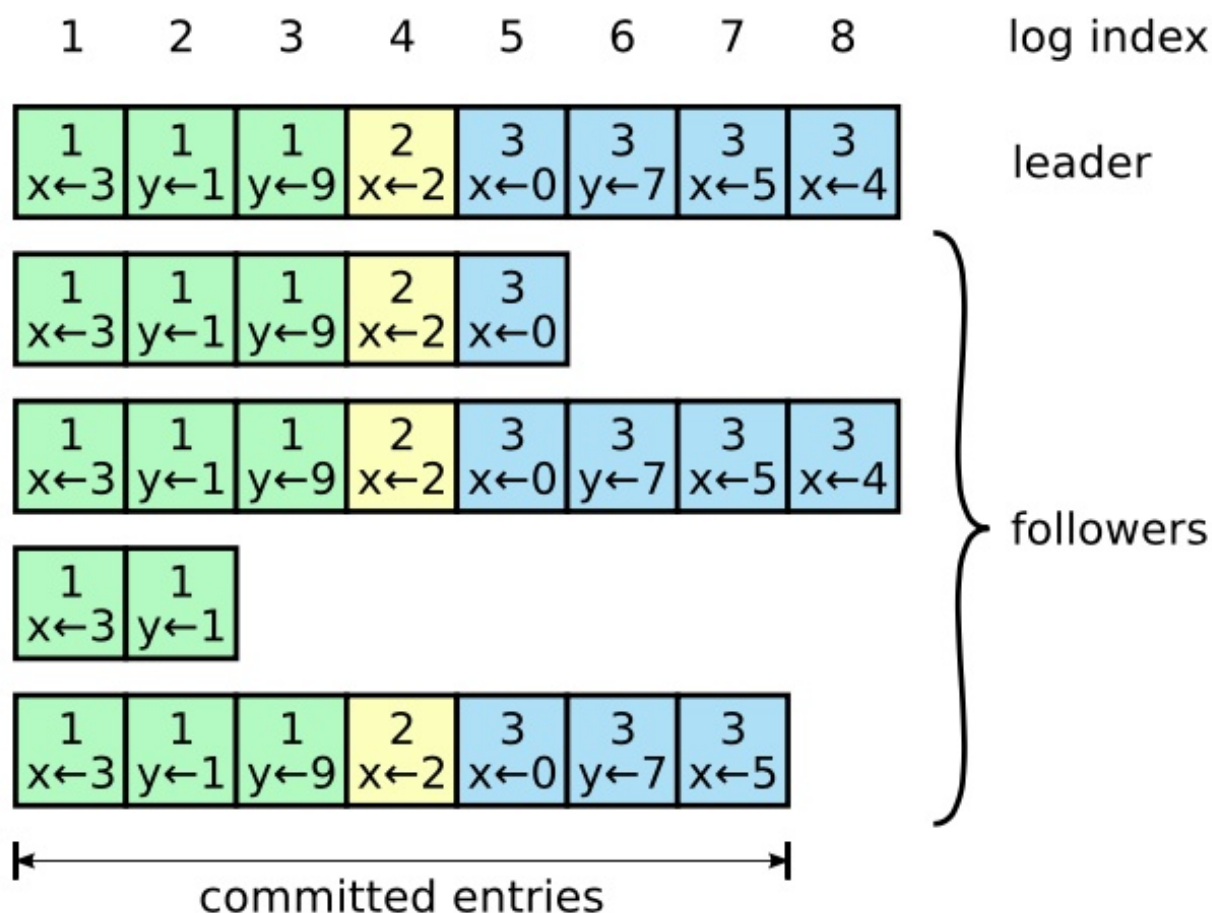 1 2 3 4 5 6 7 8 log index
1 1 1 2 3 3 3 3
x←3 y←1 y←9 x←2 x←0 y←7 x←5 x←4
leader
1 1 1 2 3
x←3 y←1 y←9 x←2 x←0
1 1 1 2 3 3 3 3
x←3 y←1 y←9 x←2 x←0 y←7 x←5 x←4
followers
1 1
x←3 y←1
1 1 1 2 3 3 3
x←3 y←1 y←9 x←2 x←0 y←7 x←5
committed entries